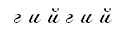 г и й г и й